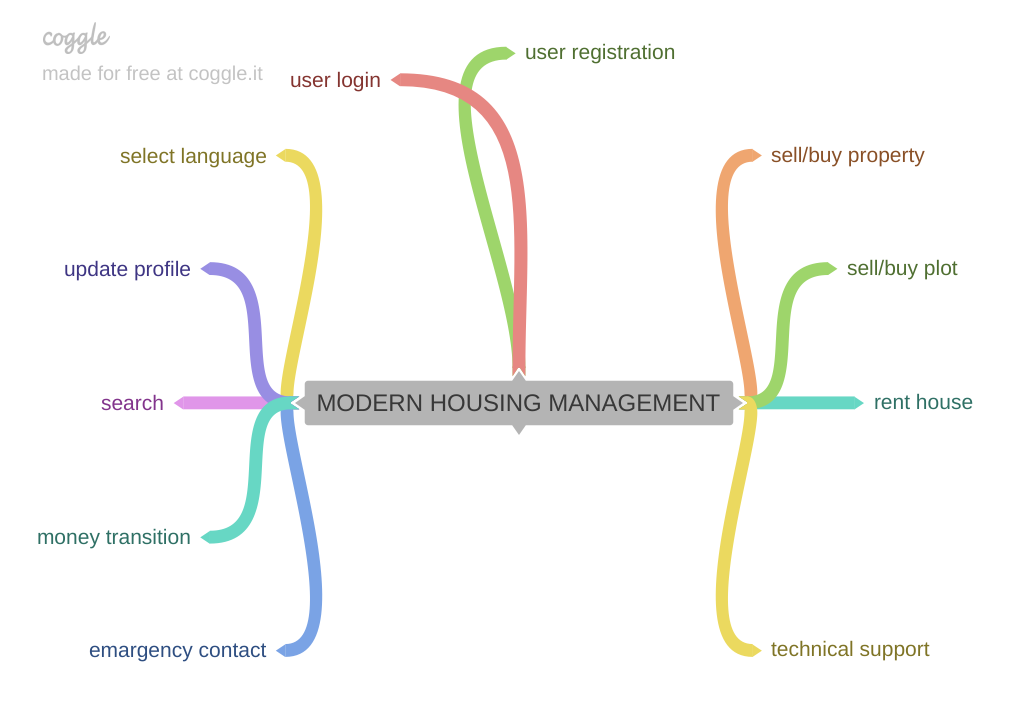 coggle
made for free at coggle.it
user registration
user login
select language
sell/buy property
update profile
sell/buy plot
search
MODERN HOUSING MANAGEMENT
rent house
money transition
emargency contact
technical support